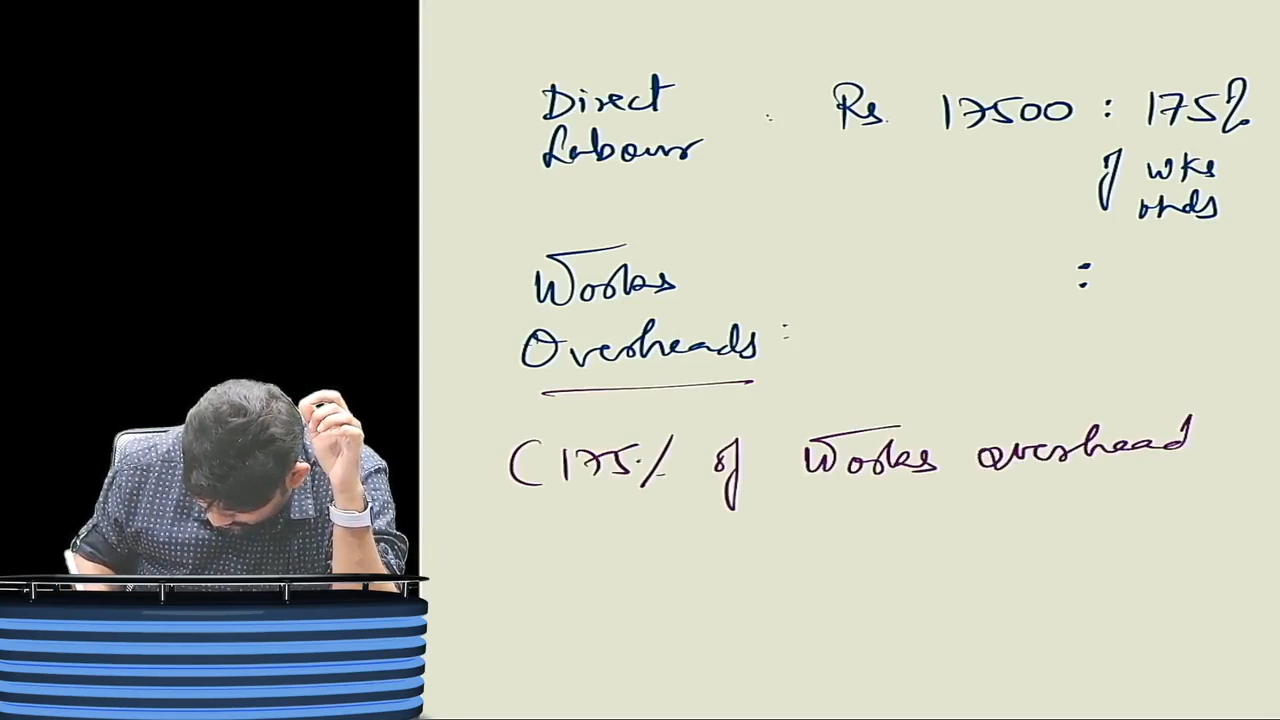 Direct : Rs. 17500 : 175%
Labour of wks
ohds
Works :
Overheads :
(175% of Works overhead